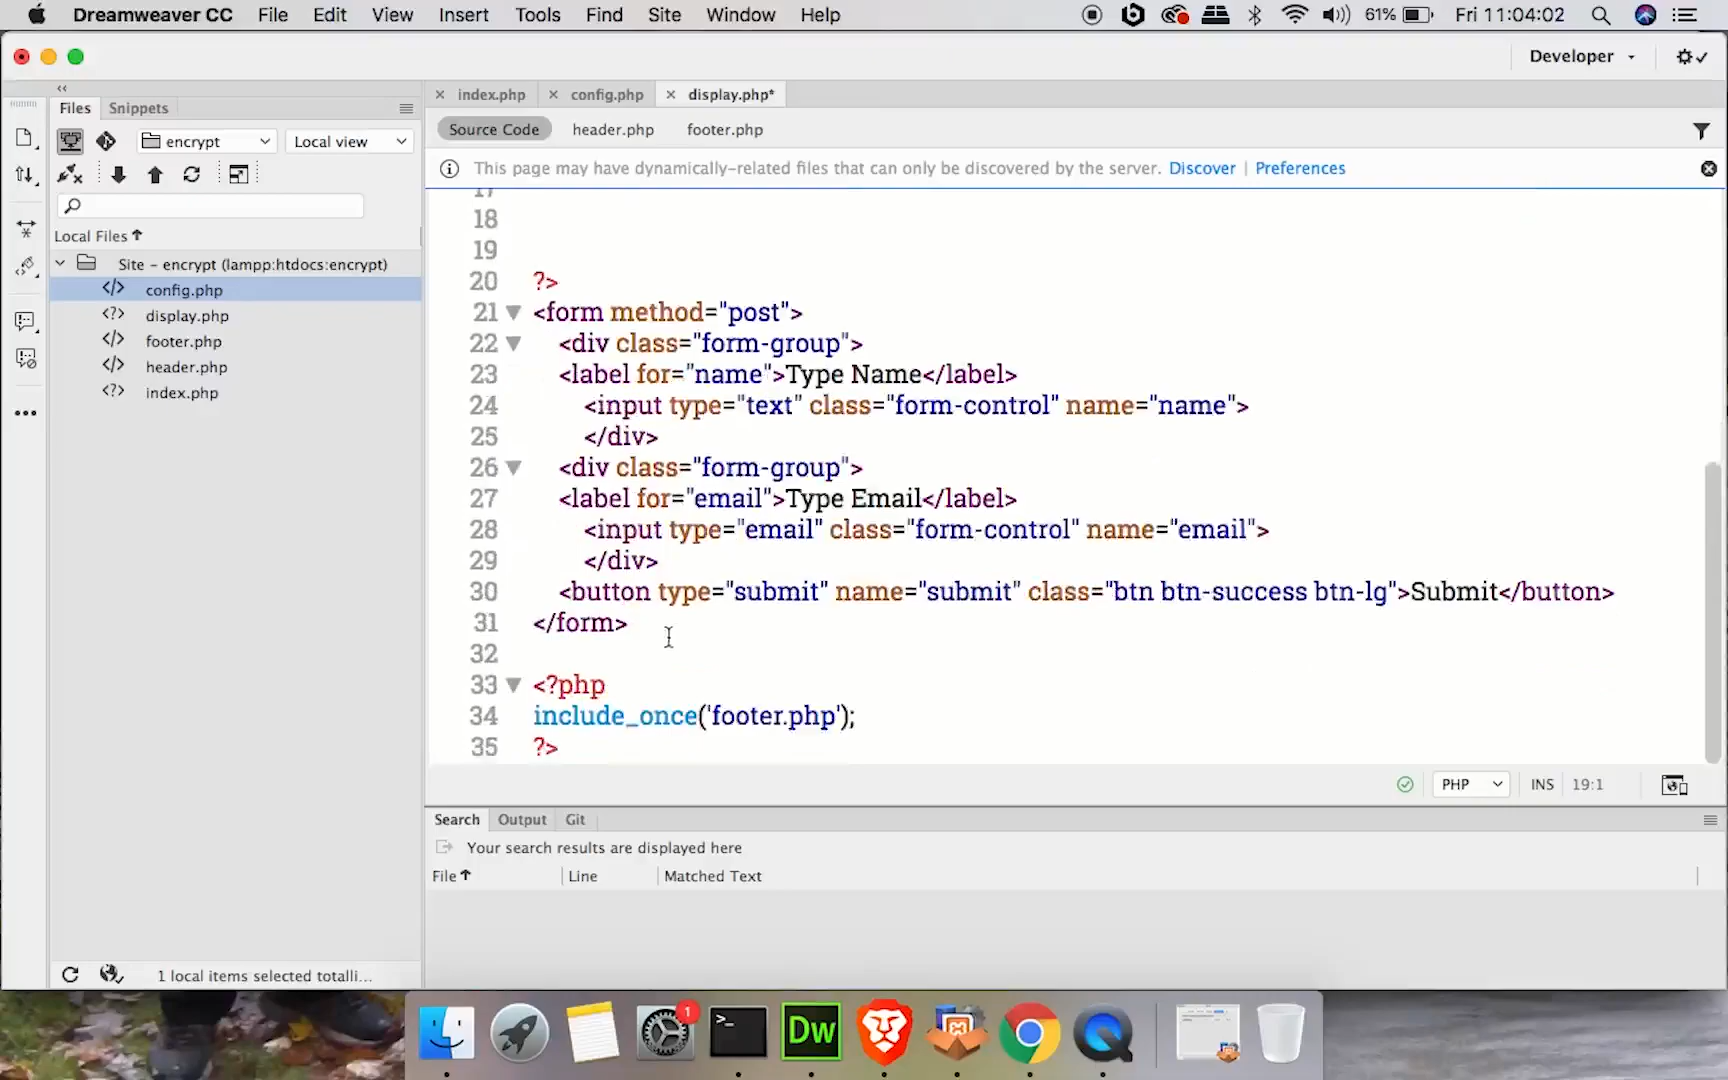 Dreamweaver CC File Edit View Insert Tools Find Site Window Help 61% Fri 11:04:02
Developer
Files Snippets
index.php config.php display.php*
encrypt Local view
Source Code header.php footer.php
This page may have dynamically-related files that can only be discovered by the server. Discover | Preferences
Local Files
Site – encrypt (lampp:htdocs:encrypt)
config.php
display.php
footer.php
header.php
index.php
17
18
19
20 ?>
21 <form method="post">
22 <div class="form-group">
23 <label for="name">Type Name</label>
24 <input type="text" class="form-control" name="name">
25 </div>
26 <div class="form-group">
27 <label for="email">Type Email</label>
28 <input type="email" class="form-control" name="email">
29 </div>
30 <button type="submit" name="submit" class="btn btn-success btn-lg">Submit</button>
31 </form>
32
33 <?php
34 include_once('footer.php');
35 ?>
PHP INS 19:1
Search Output Git
Your search results are displayed here
File Line Matched Text
1 local items selected totalli...
1
>_
Dw